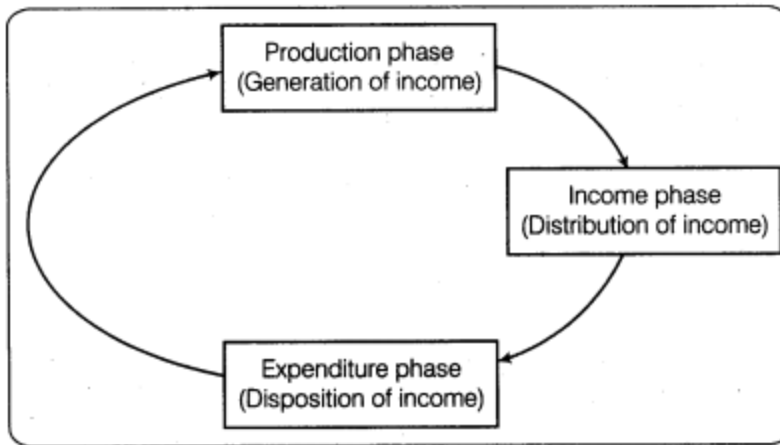 Production phase
(Generation of income)
Income phase
(Distribution of income)
Expenditure phase
(Disposition of income)